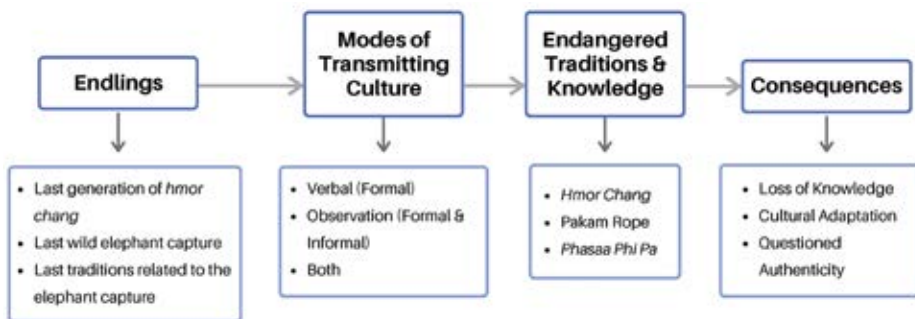 Endlings
Modes of
Transmitting
Culture
Endangered
Traditions &
Knowledge
Consequences
• Last generation of hmor
chang
• Last wild elephant capture
• Last traditions related to the
elephant capture
• Verbal (Formal)
• Observation (Formal &
Informal)
• Both
• Hmor Chang
• Pakam Rope
• Phasaa Phi Pa
• Loss of Knowledge
• Cultural Adaptation
• Questioned
Authenticity